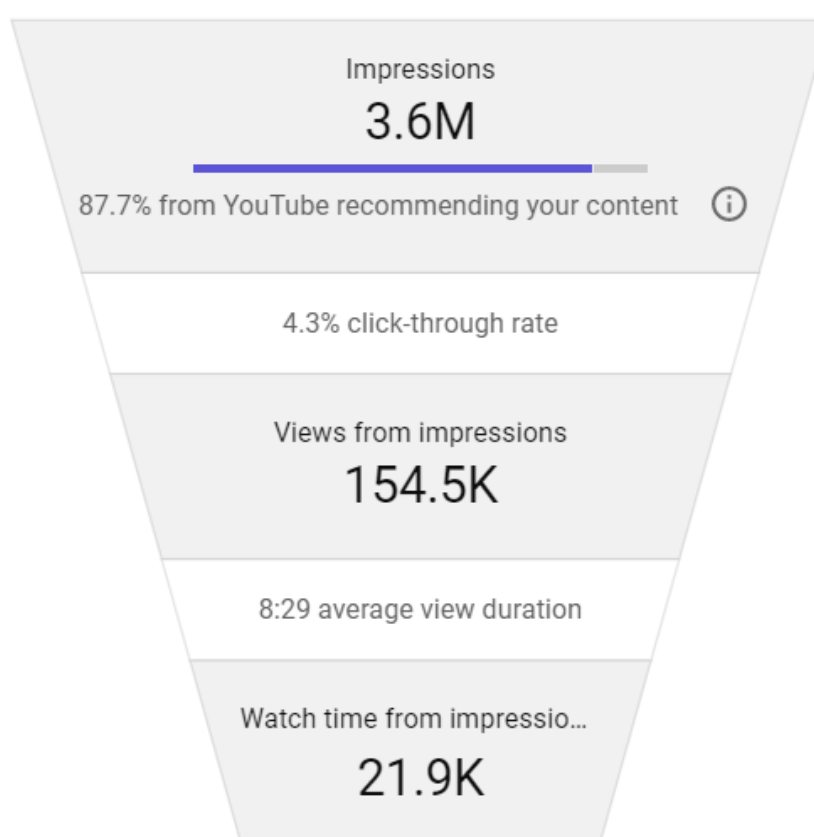 Impressions
3.6M
87.7% from YouTube recommending your content
4.3% click-through rate
Views from impressions
154.5K
8:29 average view duration
Watch time from impressio...
21.9K